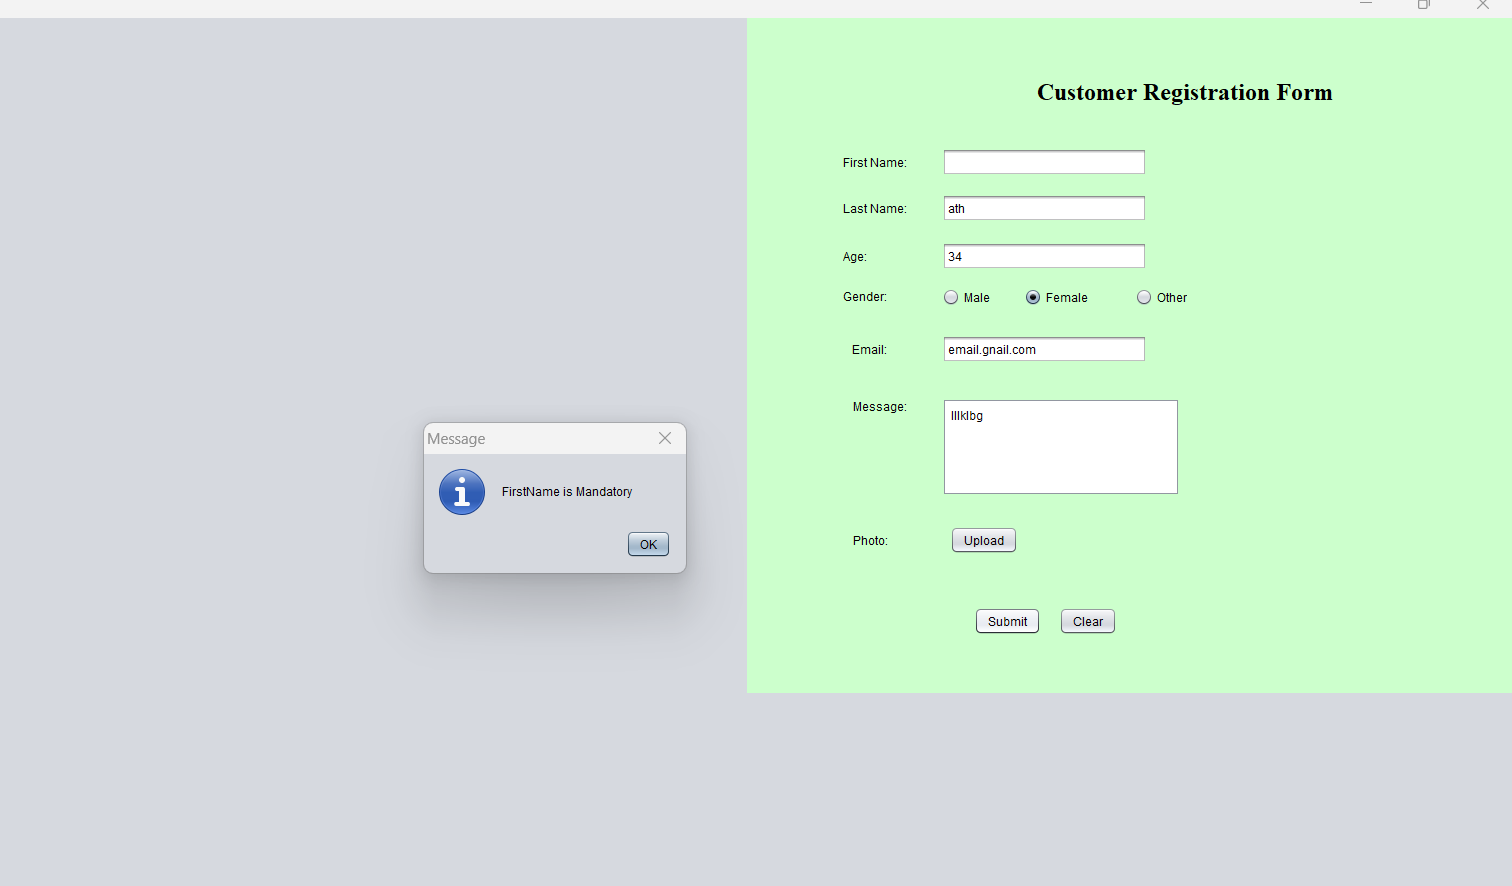 Customer Registration Form
First Name:
Last Name: ath
Age: 34
Gender: Male Female Other
Email: email.gnail.com
Message: lllklbg
Photo: Upload
Submit Clear
Message
FirstName is Mandatory
OK